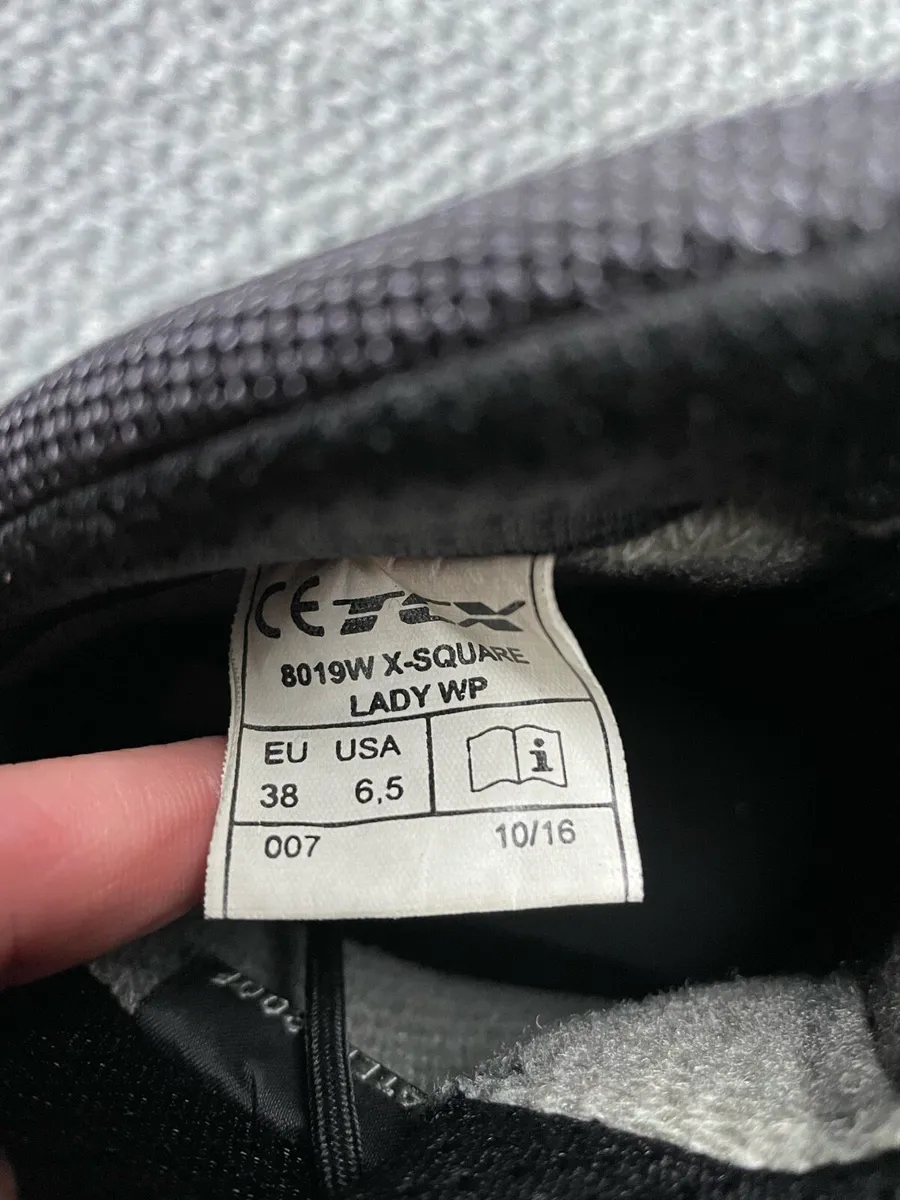 CE TCX
8019W X-SQUARE
LADY WP
EU USA
38 6,5
i
007 10/16